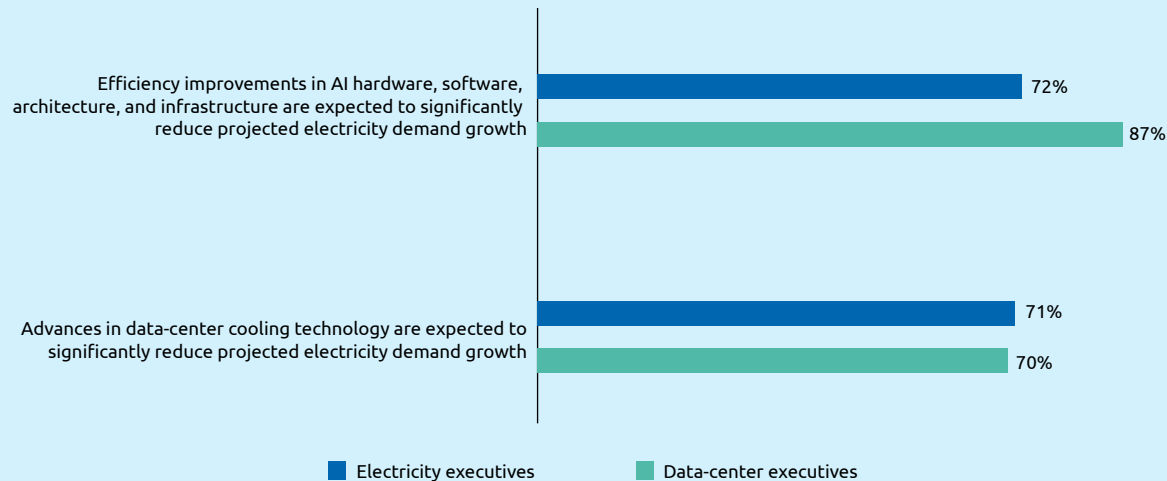 Efficiency improvements in AI hardware, software,
architecture, and infrastructure are expected to significantly
reduce projected electricity demand growth
72%
87%
Advances in data-center cooling technology are expected to
significantly reduce projected electricity demand growth
71%
70%
Electricity executives
Data-center executives